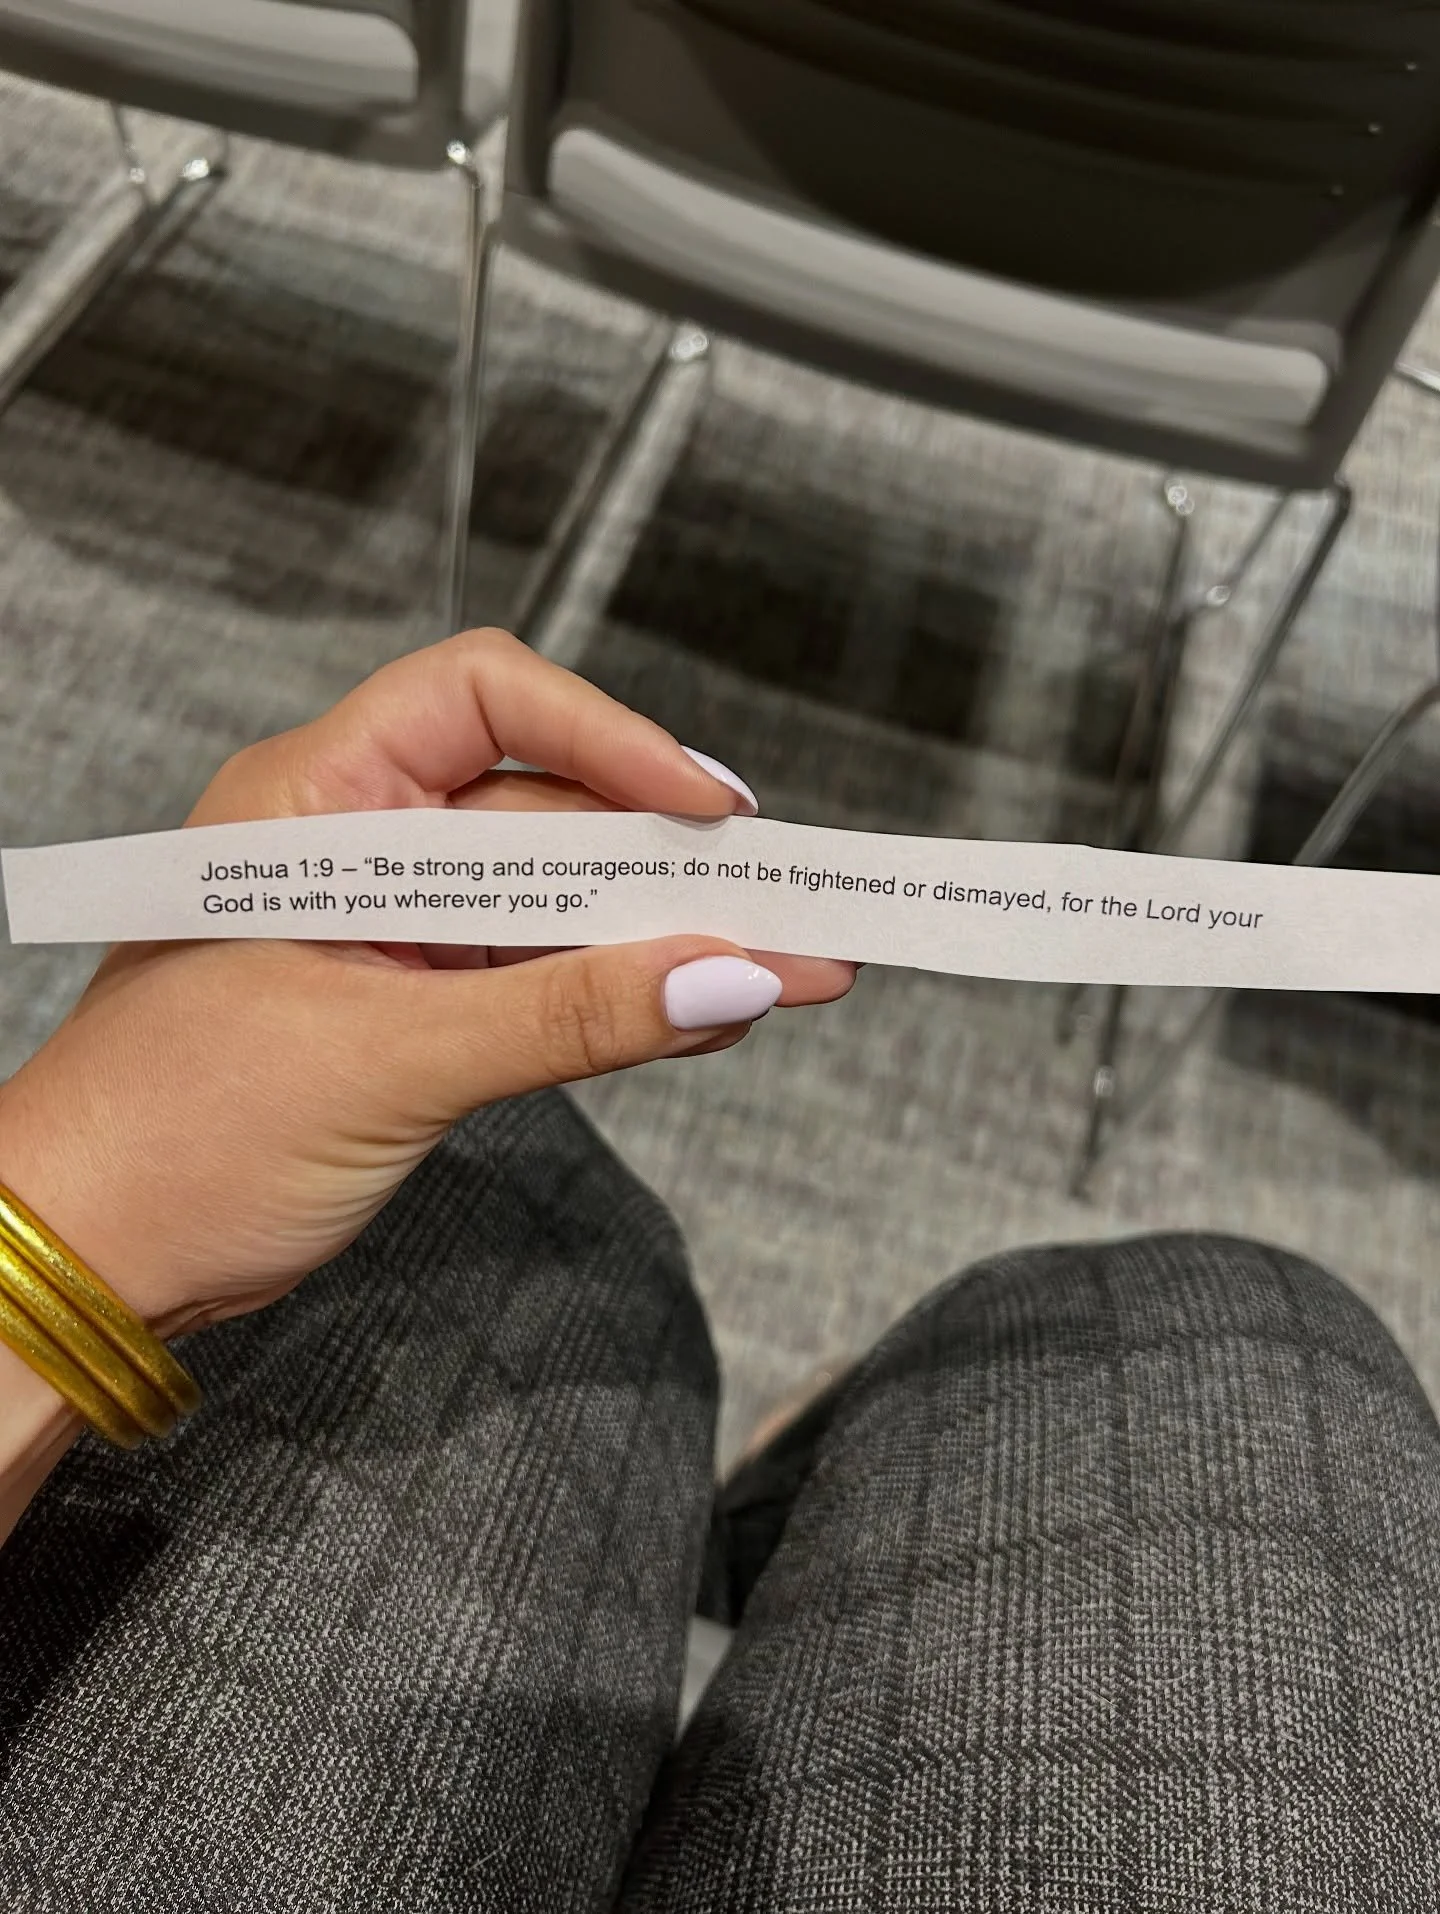 Joshua 1:9 – “Be strong and courageous; do not be frightened or dismayed, for the Lord your
God is with you wherever you go.”